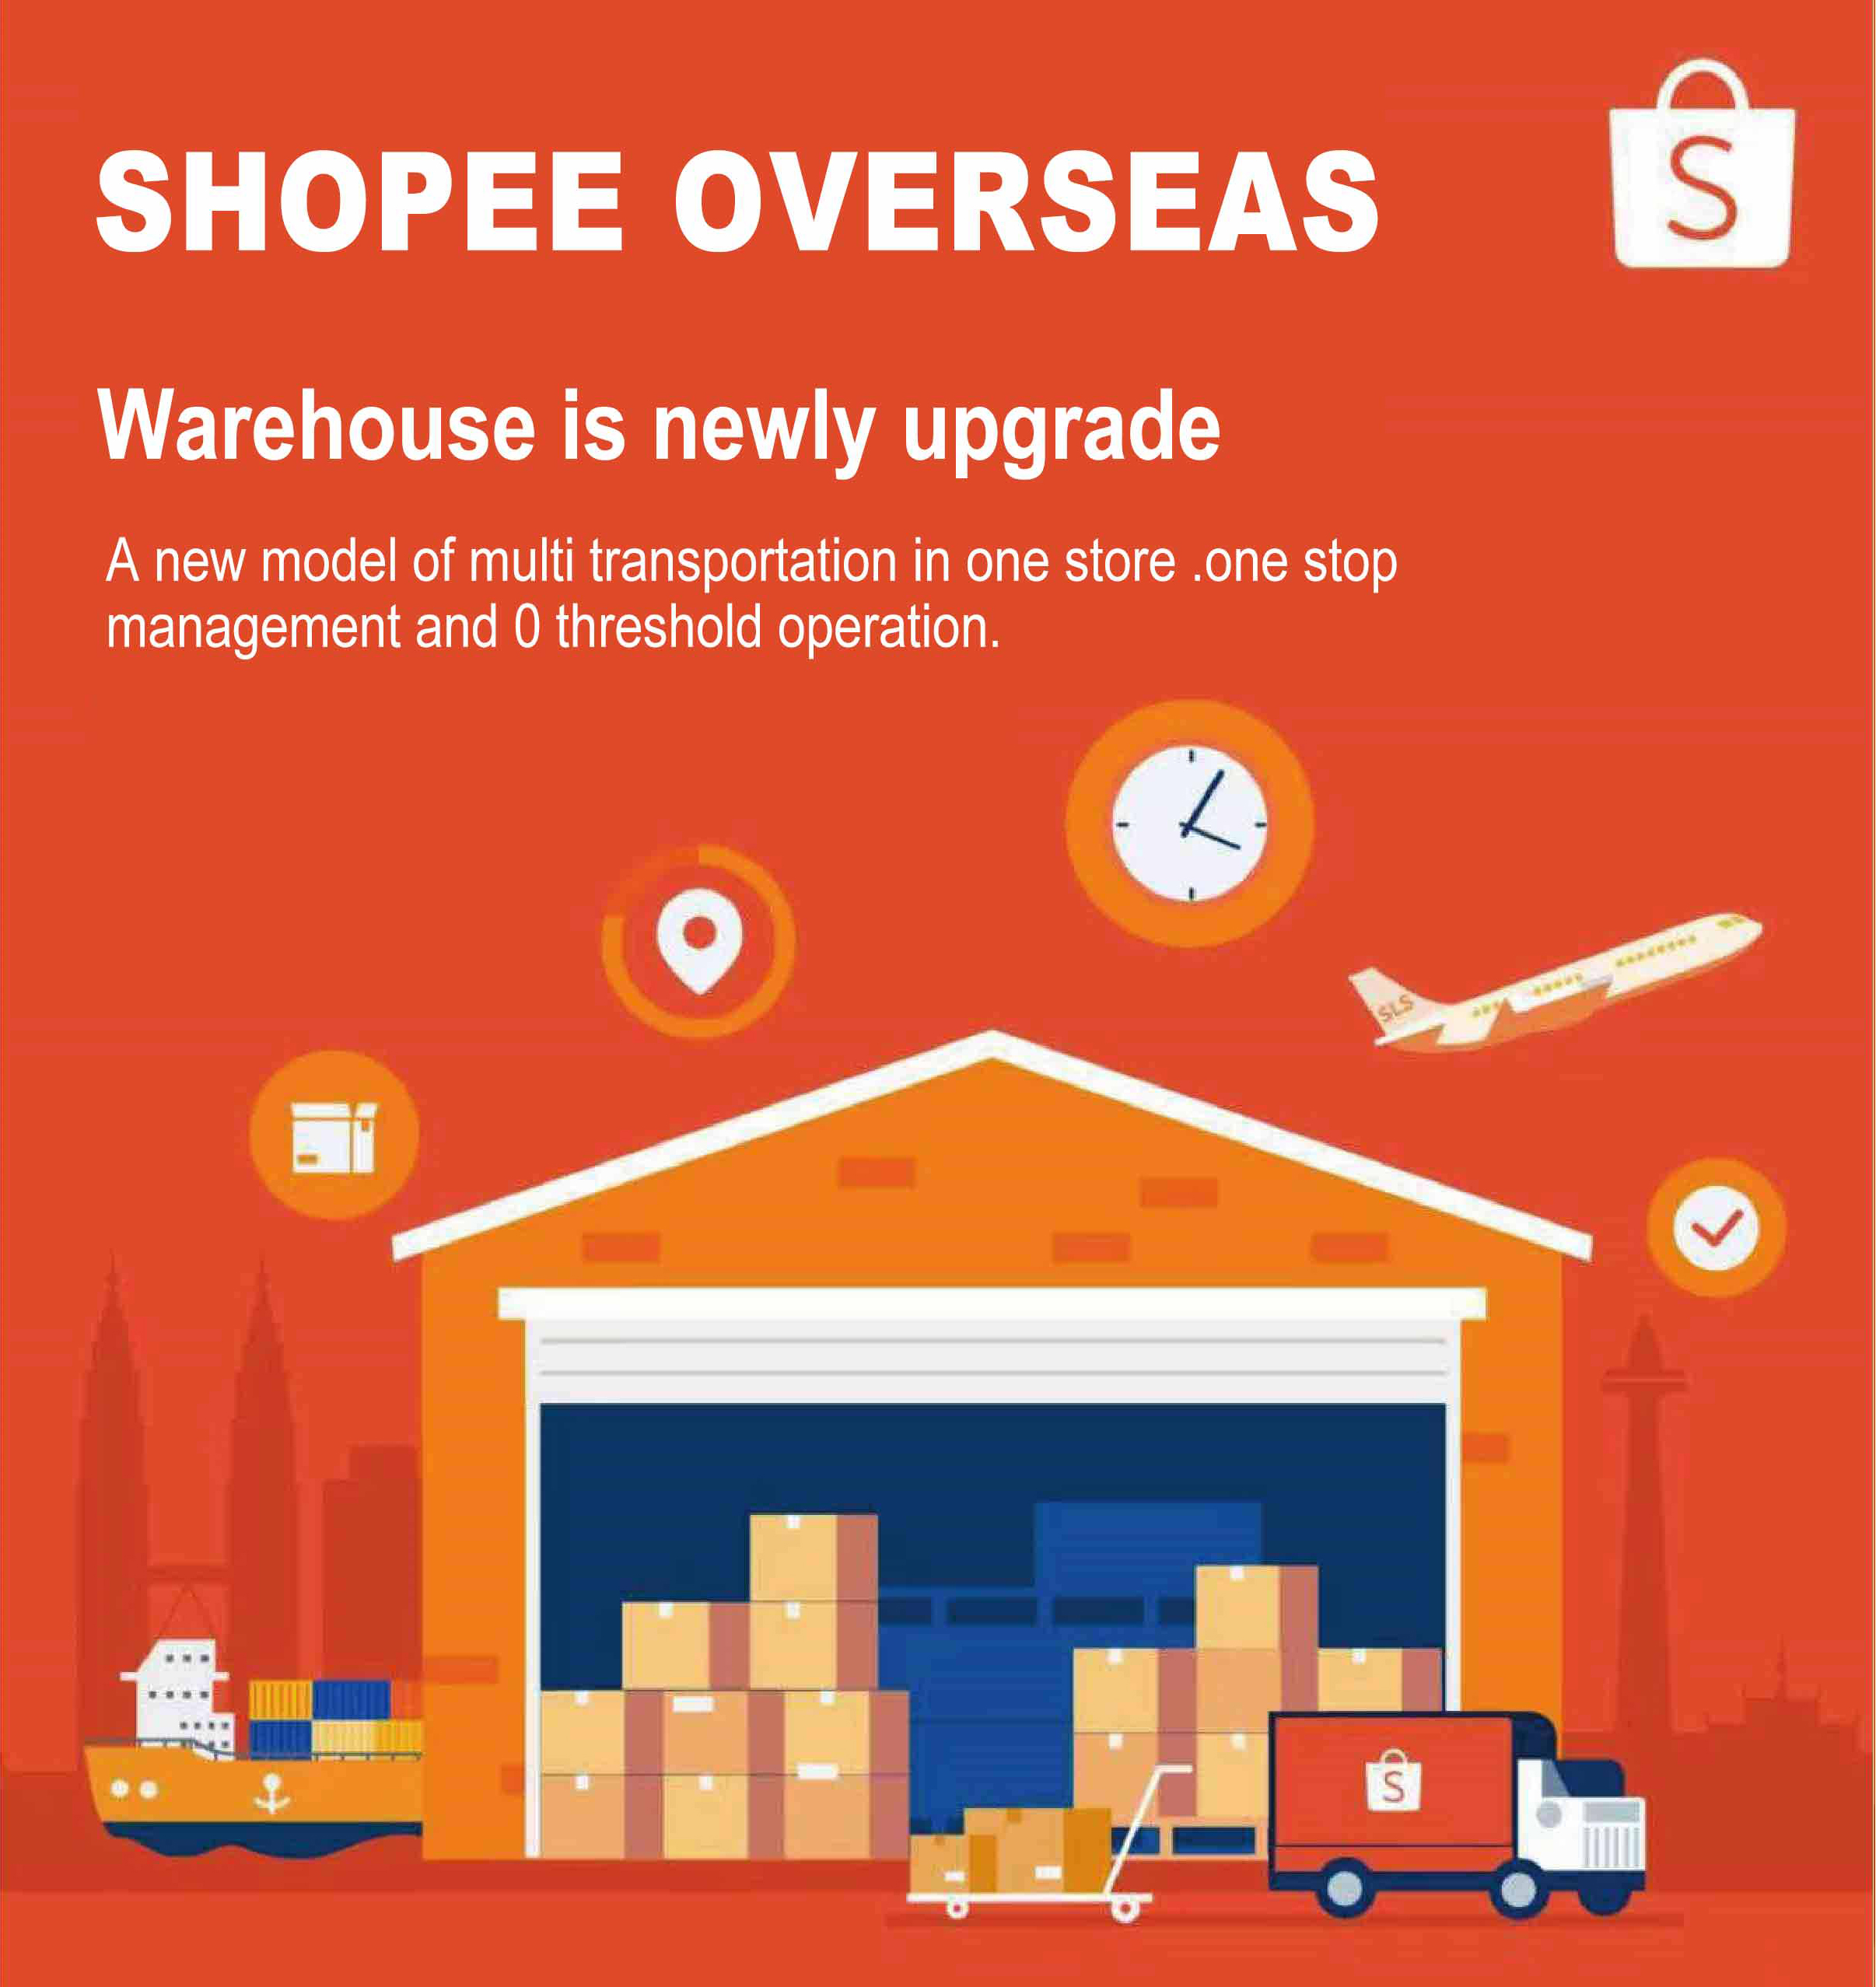 SHOPEE OVERSEAS
S
Warehouse is newly upgrade
A new model of multi transportation in one store .one stop
management and 0 threshold operation.
SLS
S